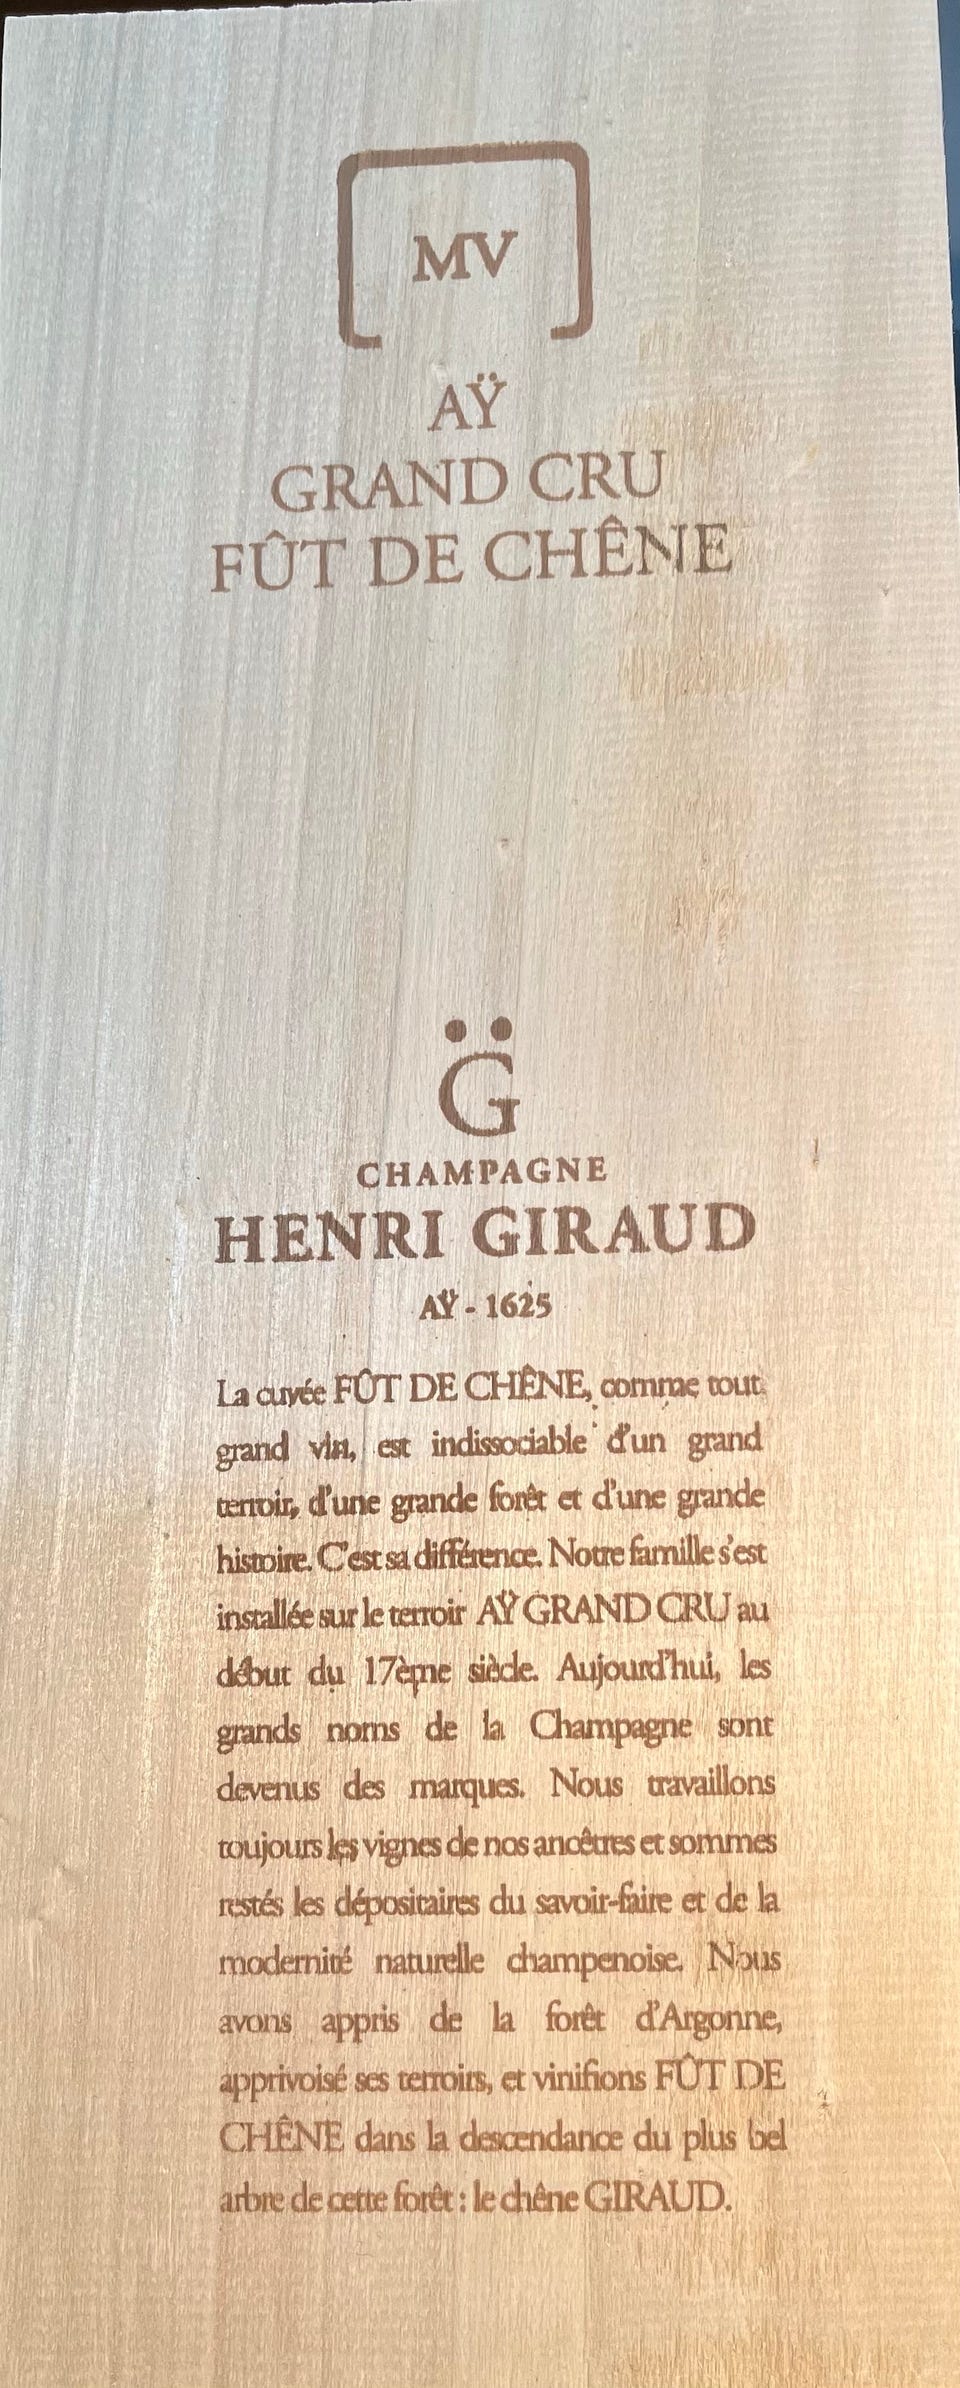 MV
AŸ
GRAND CRU
FÛT DE CHÊNE
G̈
CHAMPAGNE
HENRI GIRAUD
AŸ - 1625
La cuvée FÛT DE CHÊNE, comme tout
grand vin, est indissociable d'un grand
terroir, d'une grande forêt et d'une grande
histoire. C'est sa différence. Notre famille s'est
installée sur le terroir AŸ GRAND CRU au
début du 17ème siècle. Aujourd'hui, les
grands noms de la Champagne sont
devenus des marques. Nous travaillons
toujours les vignes de nos ancêtres et sommes
restés les dépositaires du savoir-faire et de la
modernité naturelle champenoise. Nous
avons appris de la forêt d'Argonne,
apprivoisé ses terroirs, et vinifions FÛT DE
CHÊNE dans la descendance du plus bel
arbre de cette forêt : le chêne GIRAUD.